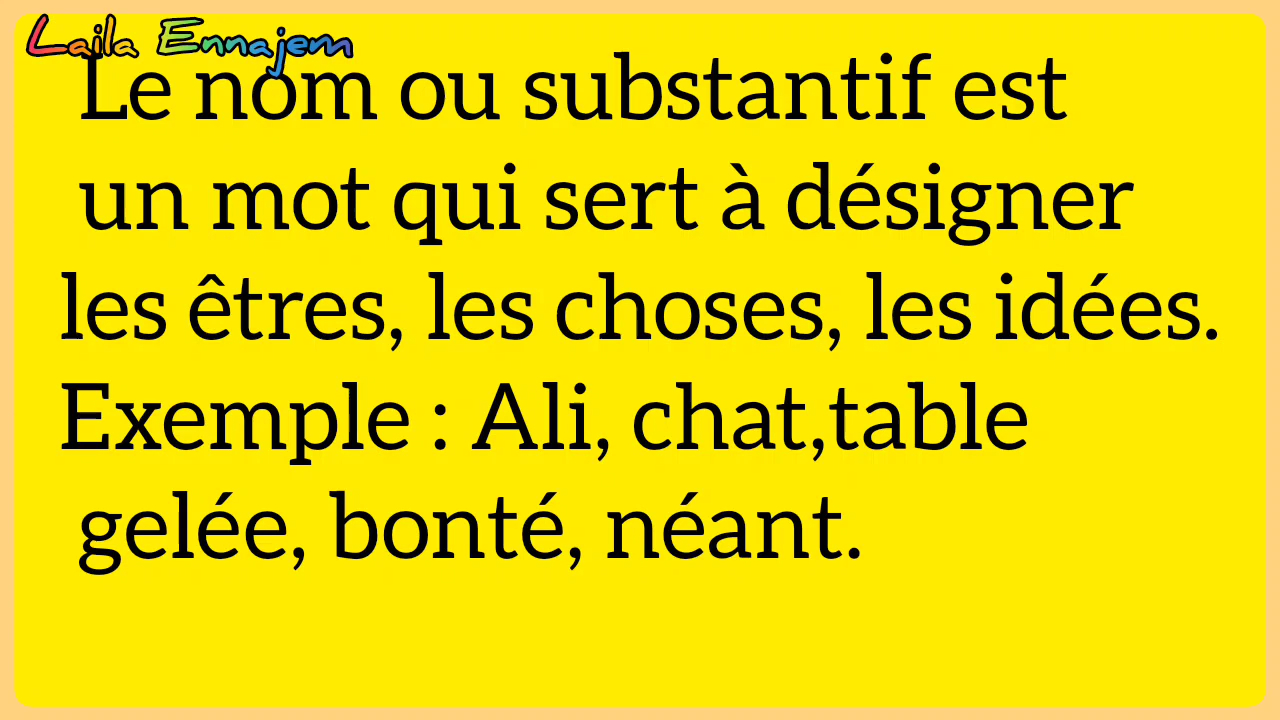 Laila Ennajem
Le nom ou substantif est
un mot qui sert à désigner
les êtres, les choses, les idées.
Exemple : Ali, chat,table
gelée, bonté, néant.